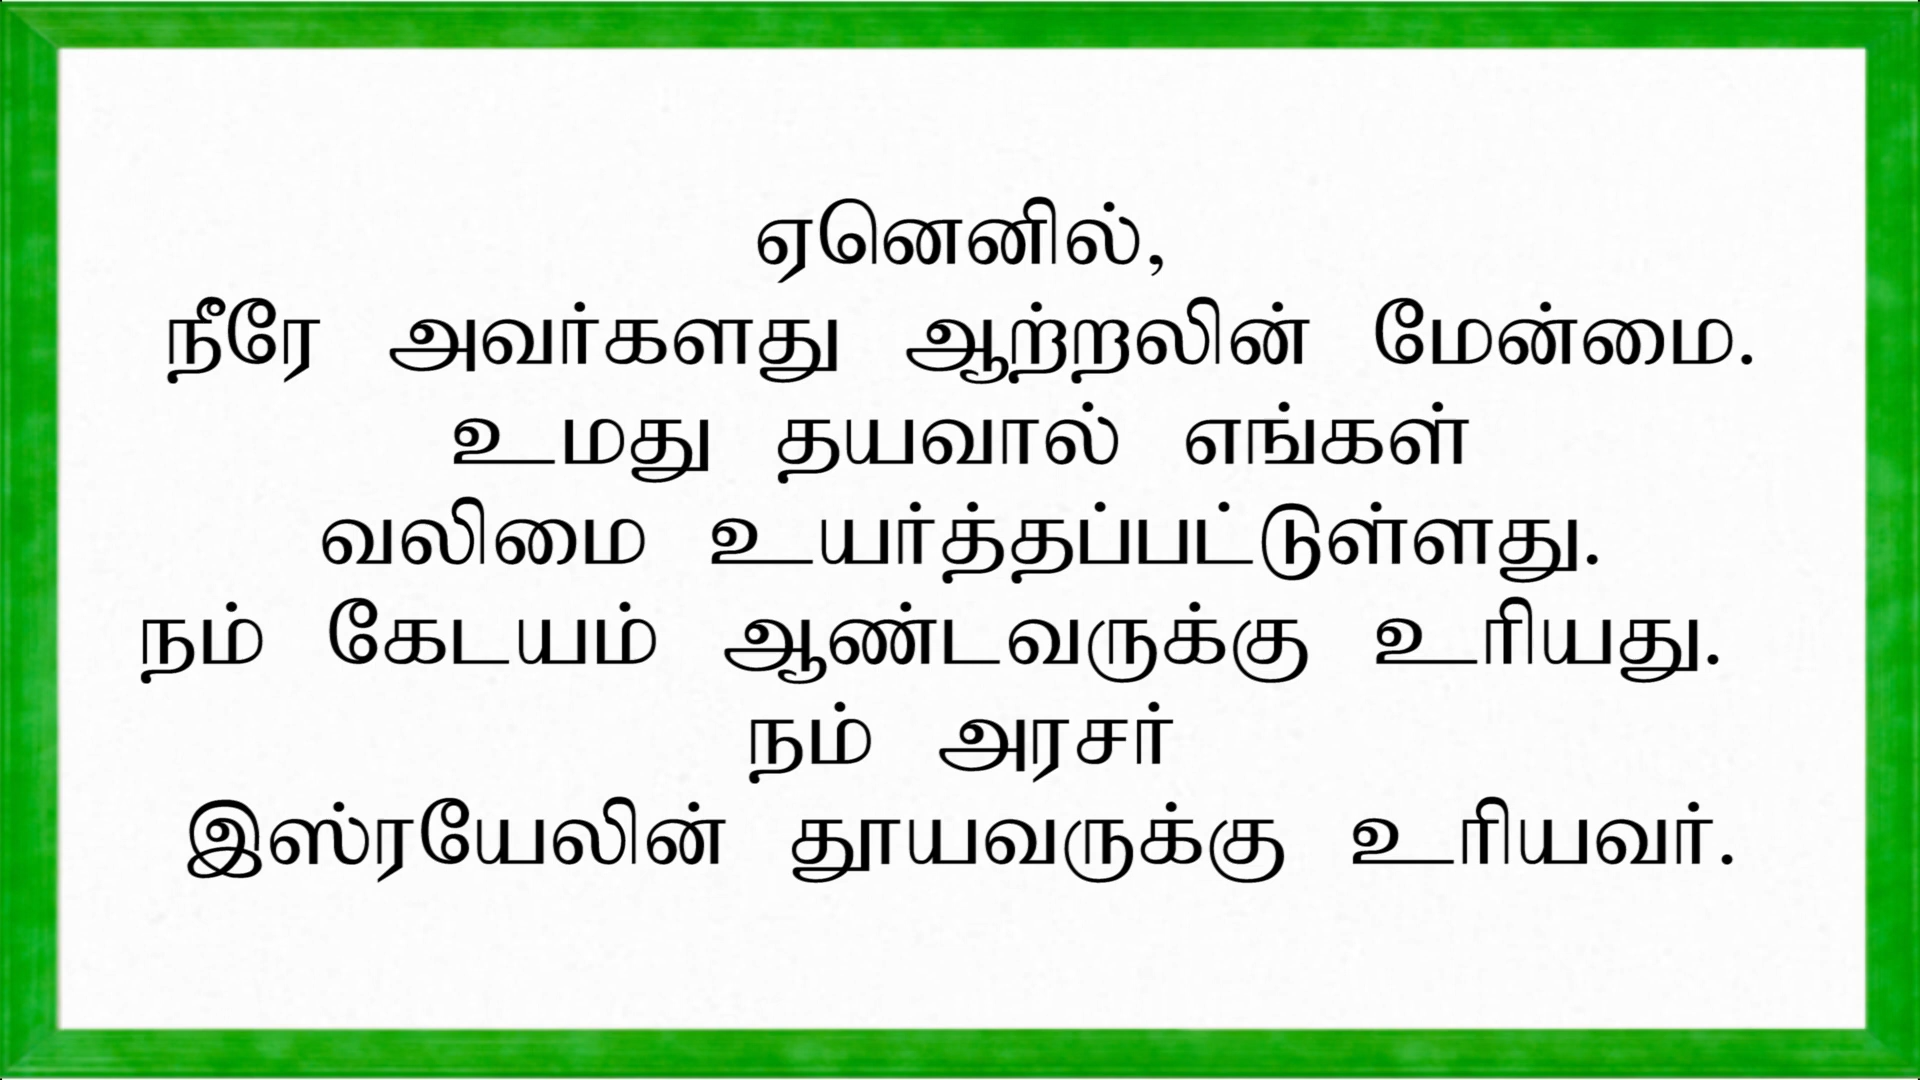 ஏனெனில்,
நீரே அவர்களது ஆற்றலின் மேன்மை.
உமது தயவால் எங்கள்
வலிமை உயர்த்தப்பட்டுள்ளது.
நம் கேடயம் ஆண்டவருக்கு உரியது.
நம் அரசர்
இஸ்ரயேலின் தூயவருக்கு உரியவர்.